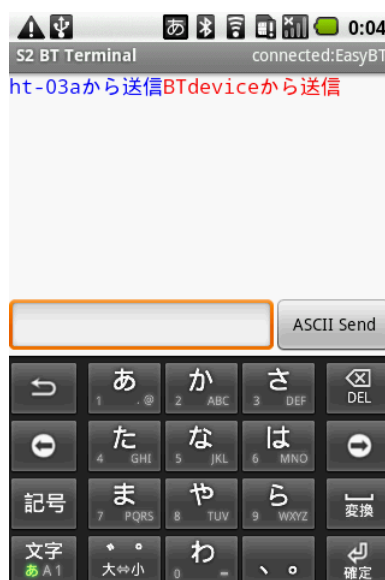 あ 0:04
S2 BT Terminal connected:EasyBT
ht-03aから送信BTdeviceから送信
ASCII Send
あ か さ DEL
1 .@ 2 ABC 3 DEF
た な は
4 GHI 5 JKL 6 MNO
記号 ま や ら 変換
7 PQRS 8 TUV 9 WXYZ
文字 ゛ ゜ わ 、 。
あA1 大⇔小 0 ー 確定